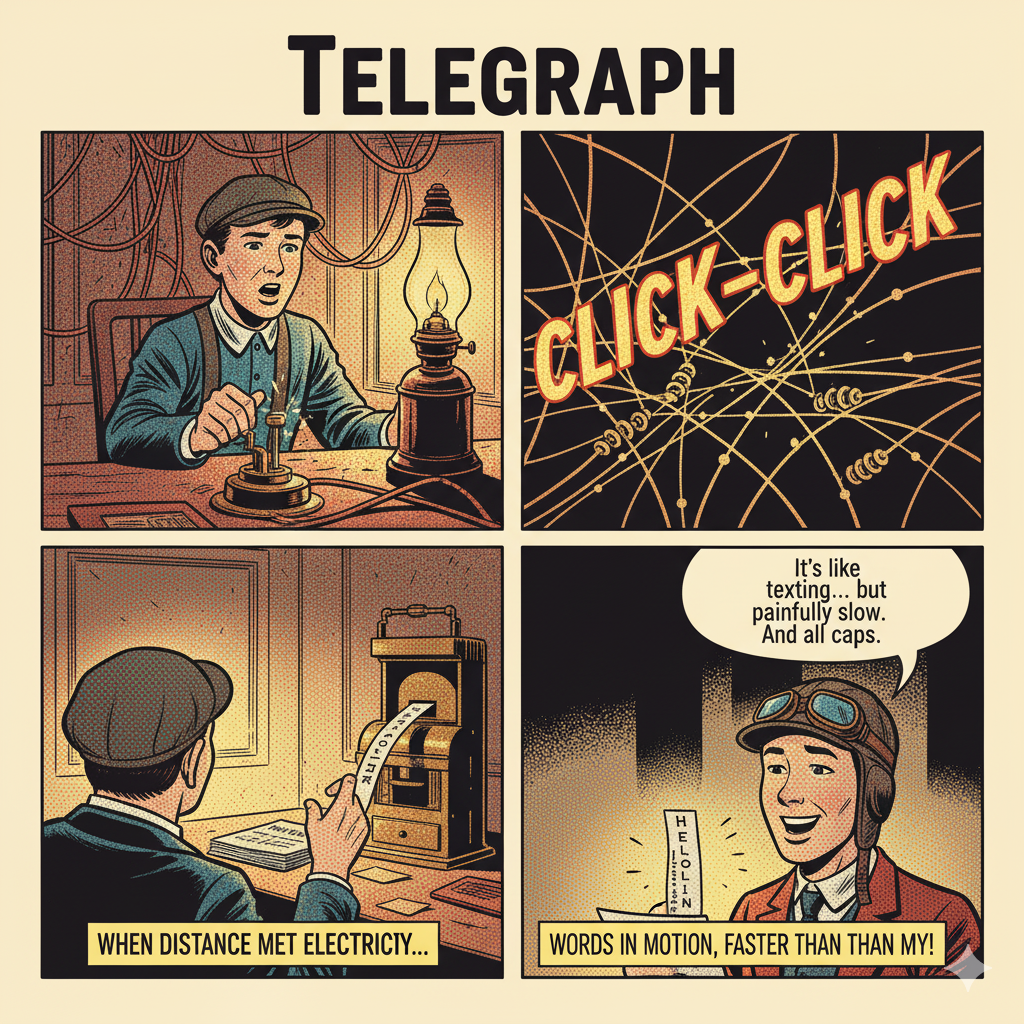 TELEGRAPH
CLICK-CLICK
WHEN DISTANCE MET ELECTRICTY...
It's like
texting... but
painfully slow.
And all caps.
HELOLIN
WORDS IN MOTION, FASTER THAN THAN MY!